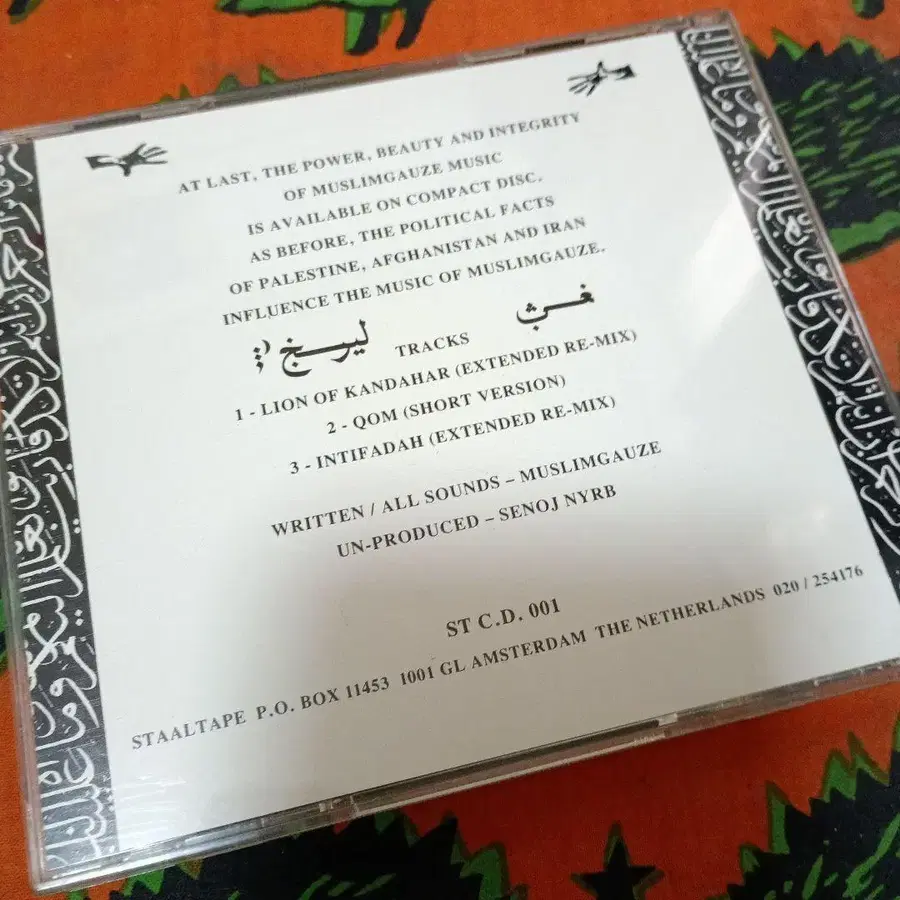 AT LAST, THE POWER, BEAUTY AND INTEGRITY
OF MUSLIMGAUZE MUSIC
IS AVAILABLE ON COMPACT DISC.
AS BEFORE, THE POLITICAL FACTS
OF PALESTINE, AFGHANISTAN AND IRAN
INFLUENCE THE MUSIC OF MUSLIMGAUZE.
TRACKS
1 - LION OF KANDAHAR (EXTENDED RE-MIX)
2 - QOM (SHORT VERSION)
3 - INTIFADAH (EXTENDED RE-MIX)
WRITTEN / ALL SOUNDS – MUSLIMGAUZE
UN-PRODUCED – SENOJ NYRB
ST C.D. 001
STAALTAPE P.O. BOX 11453 1001 GL AMSTERDAM THE NETHERLANDS 020 / 254176